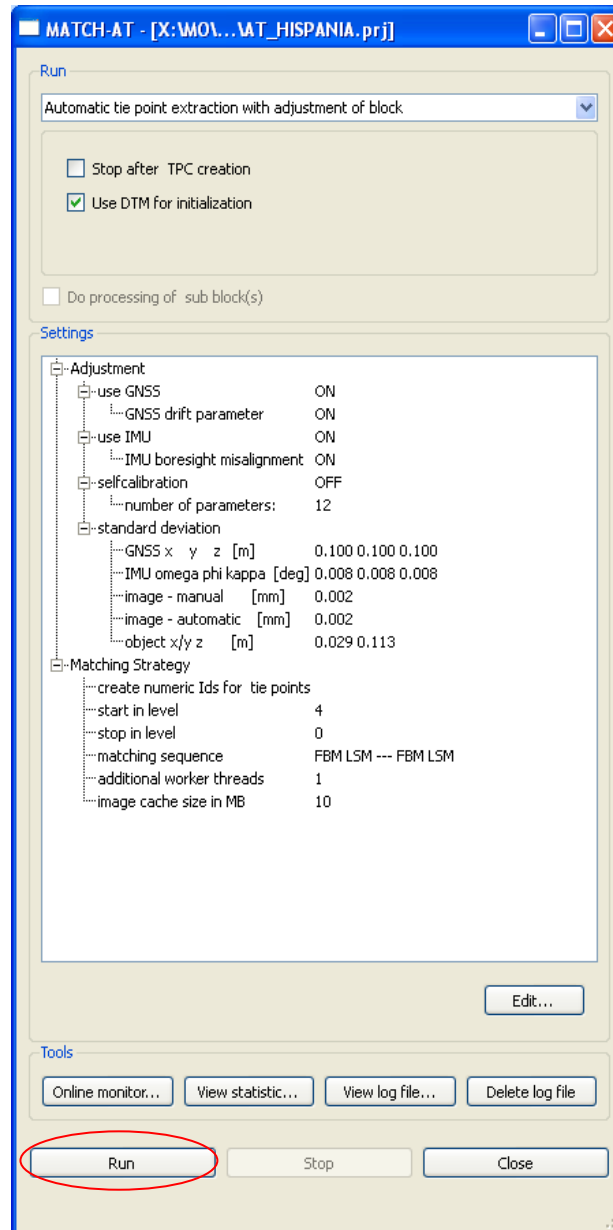 MATCH-AT - [X:\MO\...\AT_HISPANIA.prj]
Run
Automatic tie point extraction with adjustment of block
Stop after TPC creation
Use DTM for initialization
Do processing of sub block(s)
Settings
Adjustment
use GNSS ON
GNSS drift parameter ON
use IMU ON
IMU boresight misalignment ON
selfcalibration OFF
number of parameters: 12
standard deviation
GNSS x y z [m] 0.100 0.100 0.100
IMU omega phi kappa [deg] 0.008 0.008 0.008
image - manual [mm] 0.002
image - automatic [mm] 0.002
object x/y z [m] 0.029 0.113
Matching Strategy
create numeric Ids for tie points
start in level 4
stop in level 0
matching sequence FBM LSM --- FBM LSM
additional worker threads 1
image cache size in MB 10
Edit...
Tools
Online monitor... View statistic... View log file... Delete log file
Run Stop Close